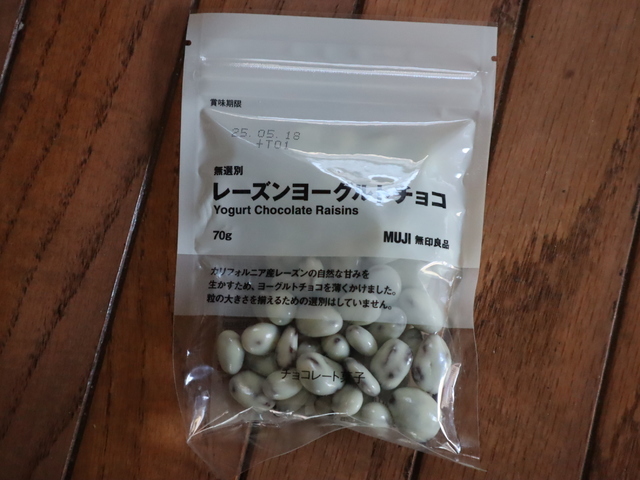 賞味期限
25.05.18
+T01
無選別
レーズンヨーグルトチョコ
Yogurt Chocolate Raisins
70g
MUJI 無印良品
カリフォルニア産レーズンの自然な甘みを
生かすため、ヨーグルトチョコを薄くかけました。
粒の大きさを揃えるための選別はしていません。
チョコレート菓子